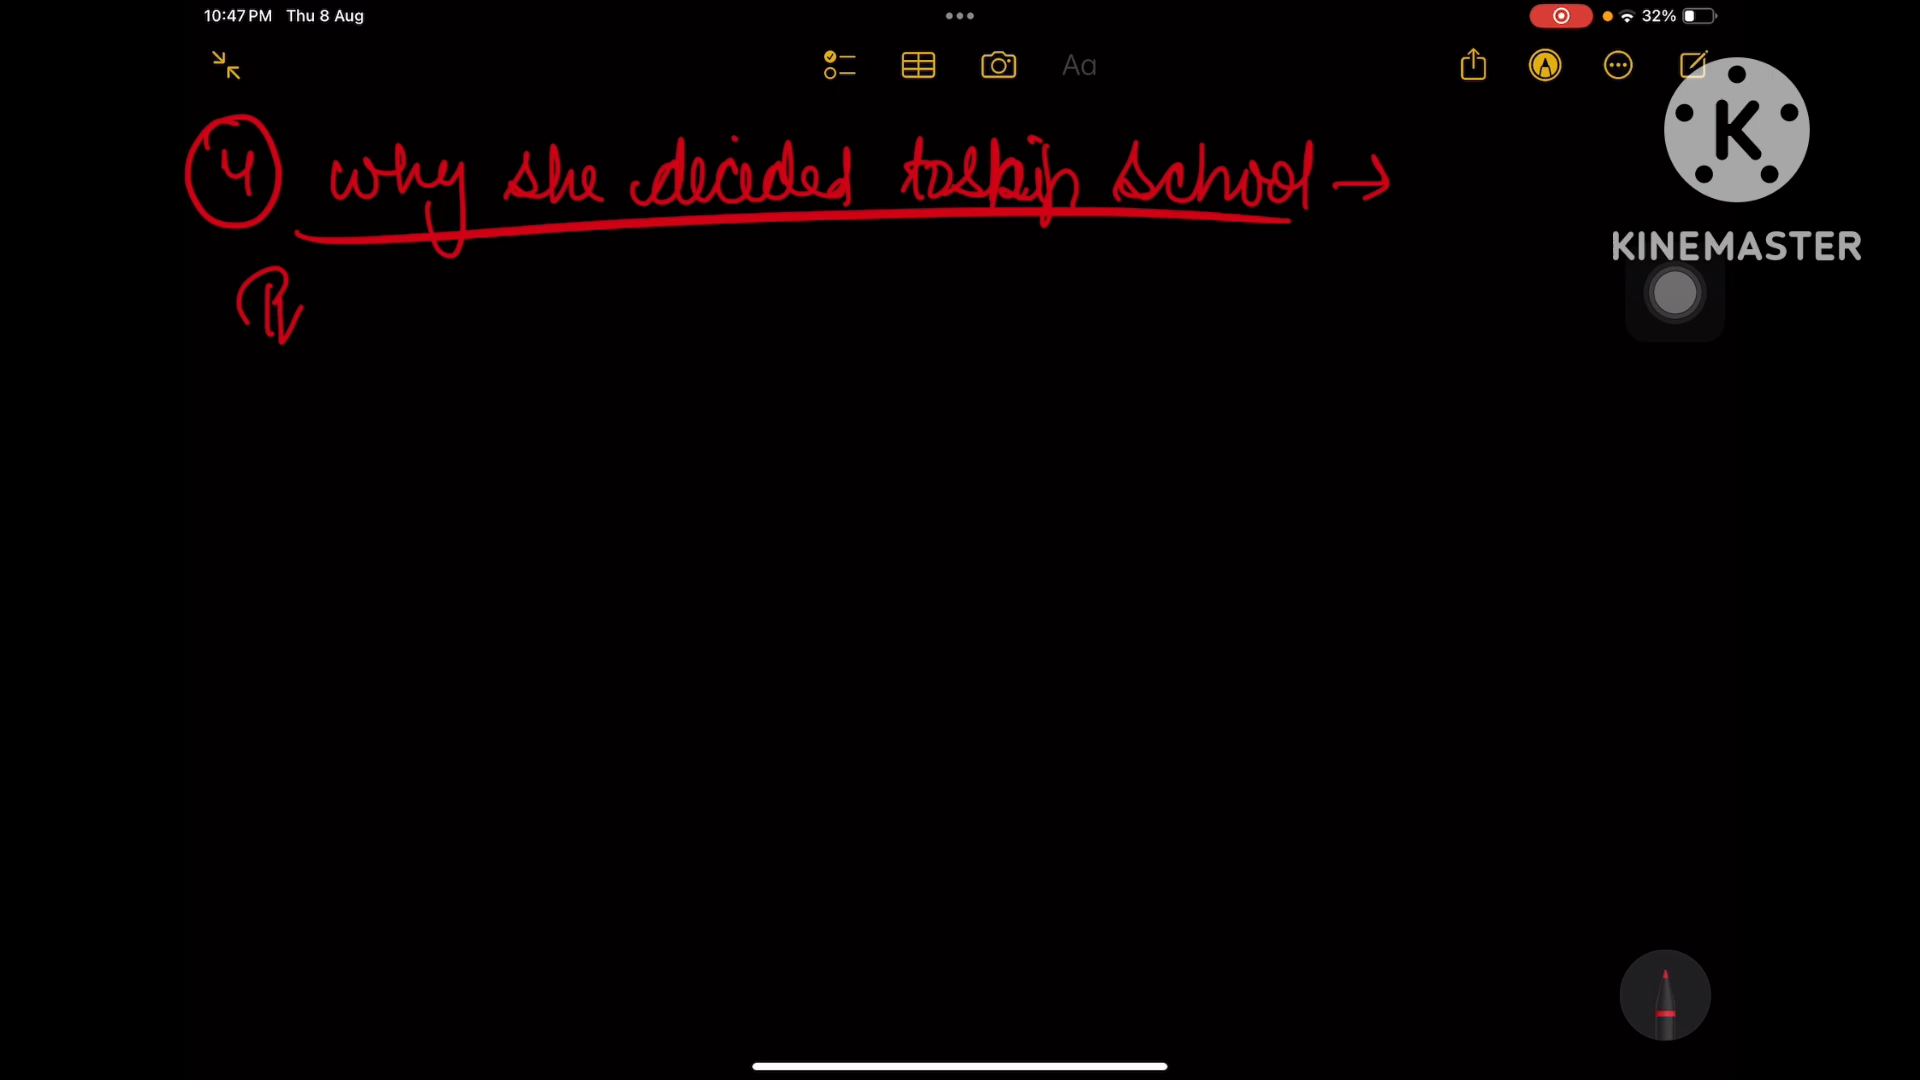 10:47 PM Thu 8 Aug
32%
Aa
K
KINEMASTER
4 why she decided to skip school →